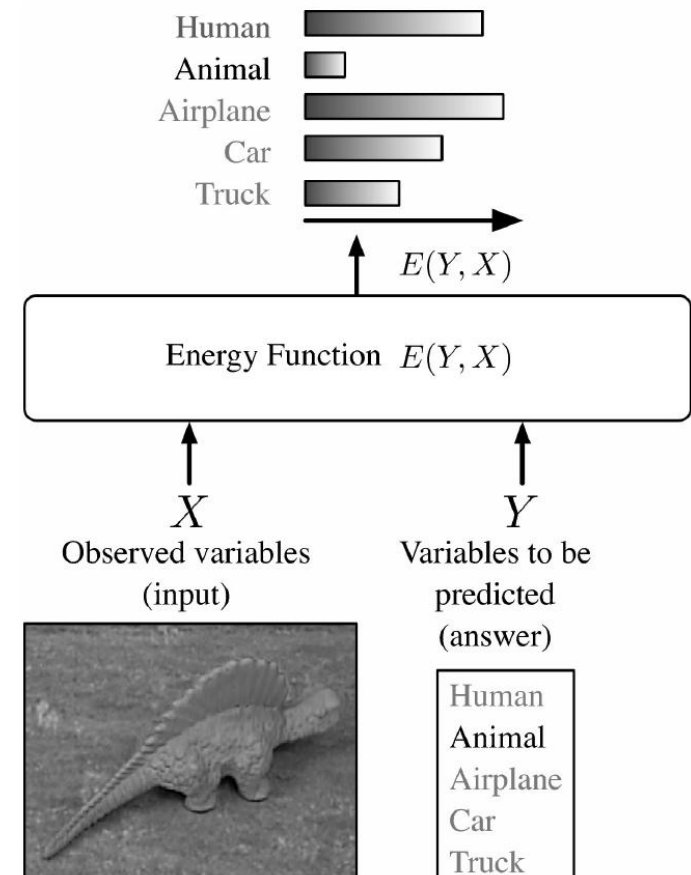 Human
Animal
Airplane
Car
Truck
E(Y, X)
Energy Function E(Y, X)
X
Observed variables
(input)
Y
Variables to be
predicted
(answer)
Human
Animal
Airplane
Car
Truck